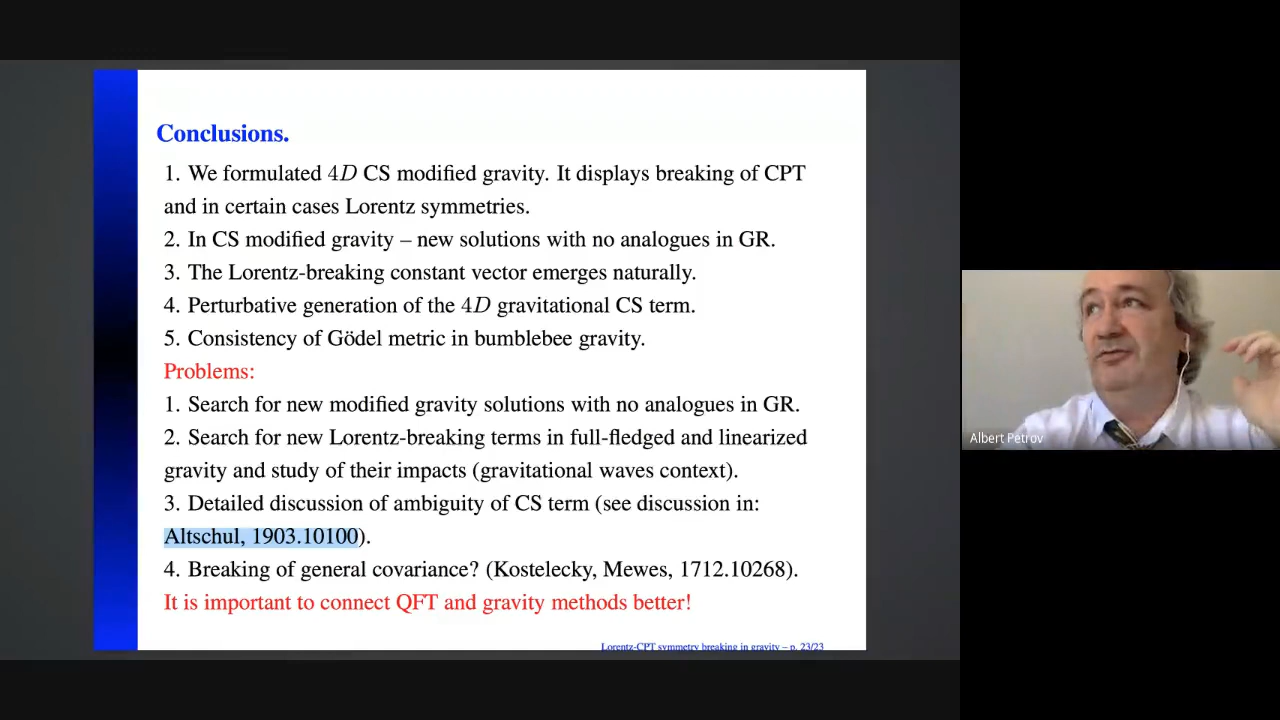 Conclusions.
1. We formulated 4D CS modified gravity. It displays breaking of CPT
and in certain cases Lorentz symmetries.
2. In CS modified gravity – new solutions with no analogues in GR.
3. The Lorentz-breaking constant vector emerges naturally.
4. Perturbative generation of the 4D gravitational CS term.
5. Consistency of Gödel metric in bumblebee gravity.
Problems:
1. Search for new modified gravity solutions with no analogues in GR.
2. Search for new Lorentz-breaking terms in full-fledged and linearized
gravity and study of their impacts (gravitational waves context).
3. Detailed discussion of ambiguity of CS term (see discussion in:
Altschul, 1903.10100).
4. Breaking of general covariance? (Kostelecky, Mewes, 1712.10268).
It is important to connect QFT and gravity methods better!
Lorentz-CPT symmetry breaking in gravity – p. 23/23
Albert Petrov